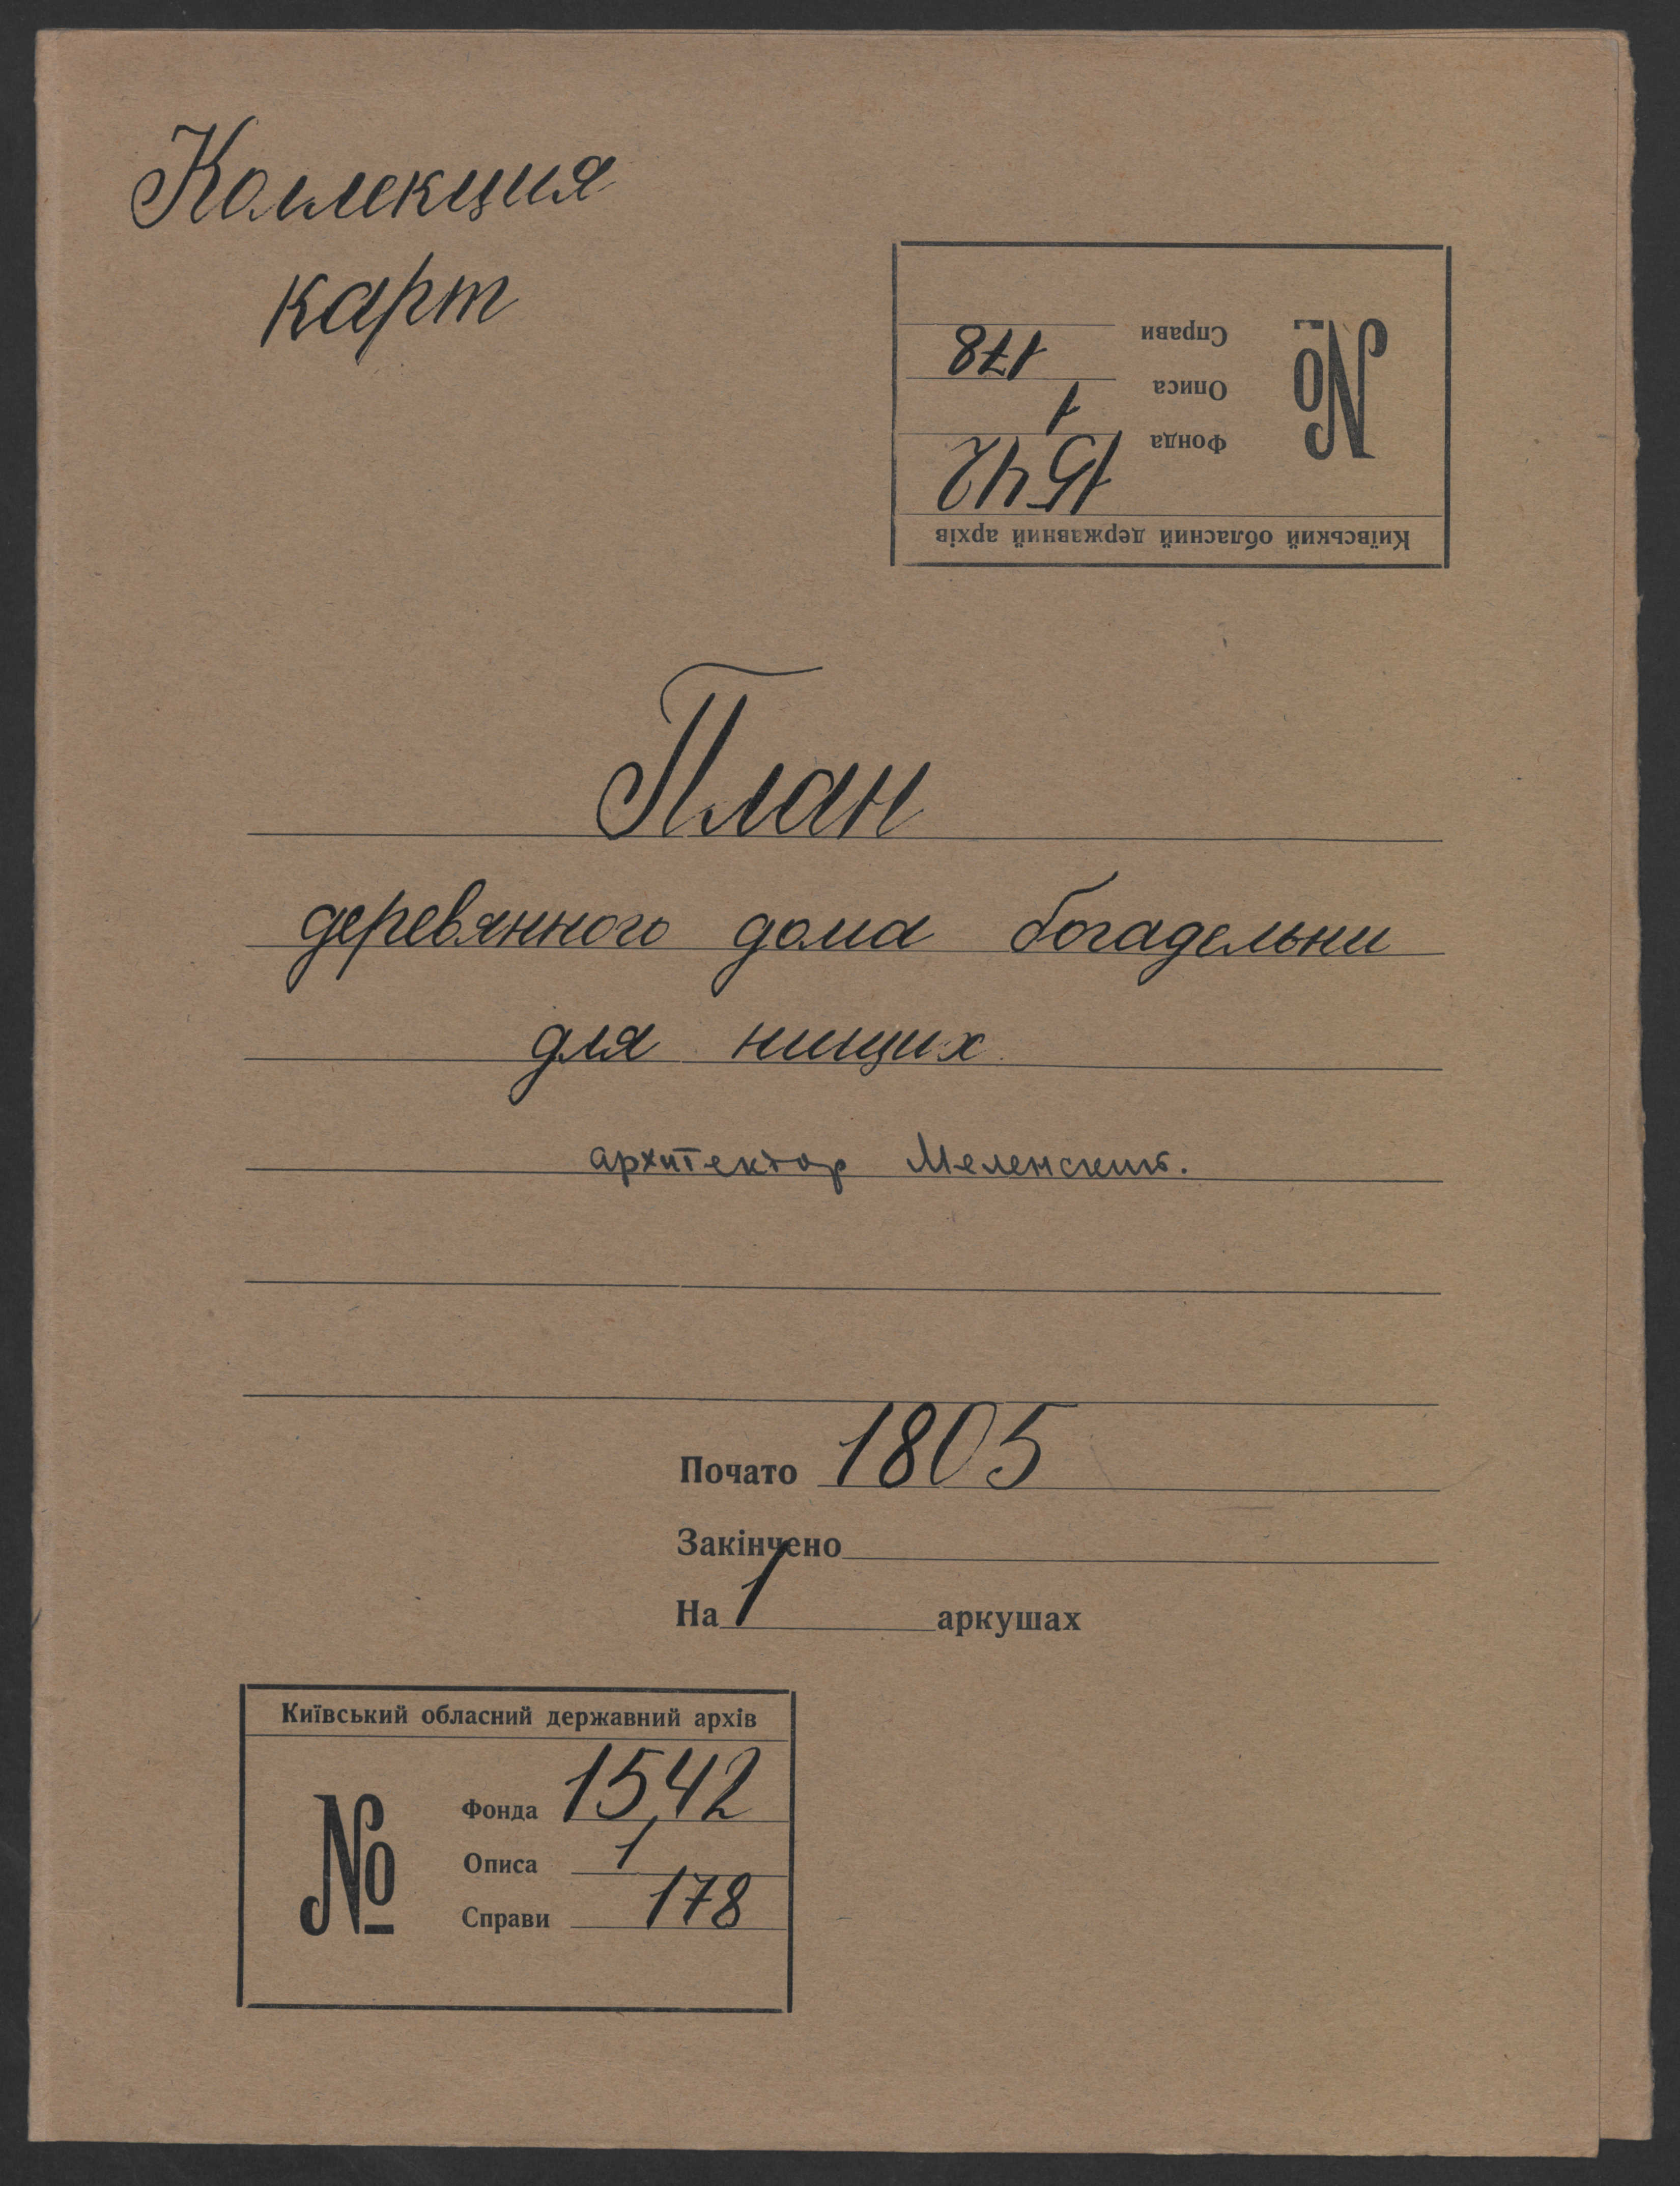 Коллекция
карт
Київський обласний державний архів
№
Фонда 1542
Описа 1
Справи 178
План
деревянного дома богадельни
для нищих
архитектор Меленский.
Почато 1805
Закінчено
На 1 аркушах
Київський обласний державний архів
№
Фонда 1542
Описа 1
Справи 178